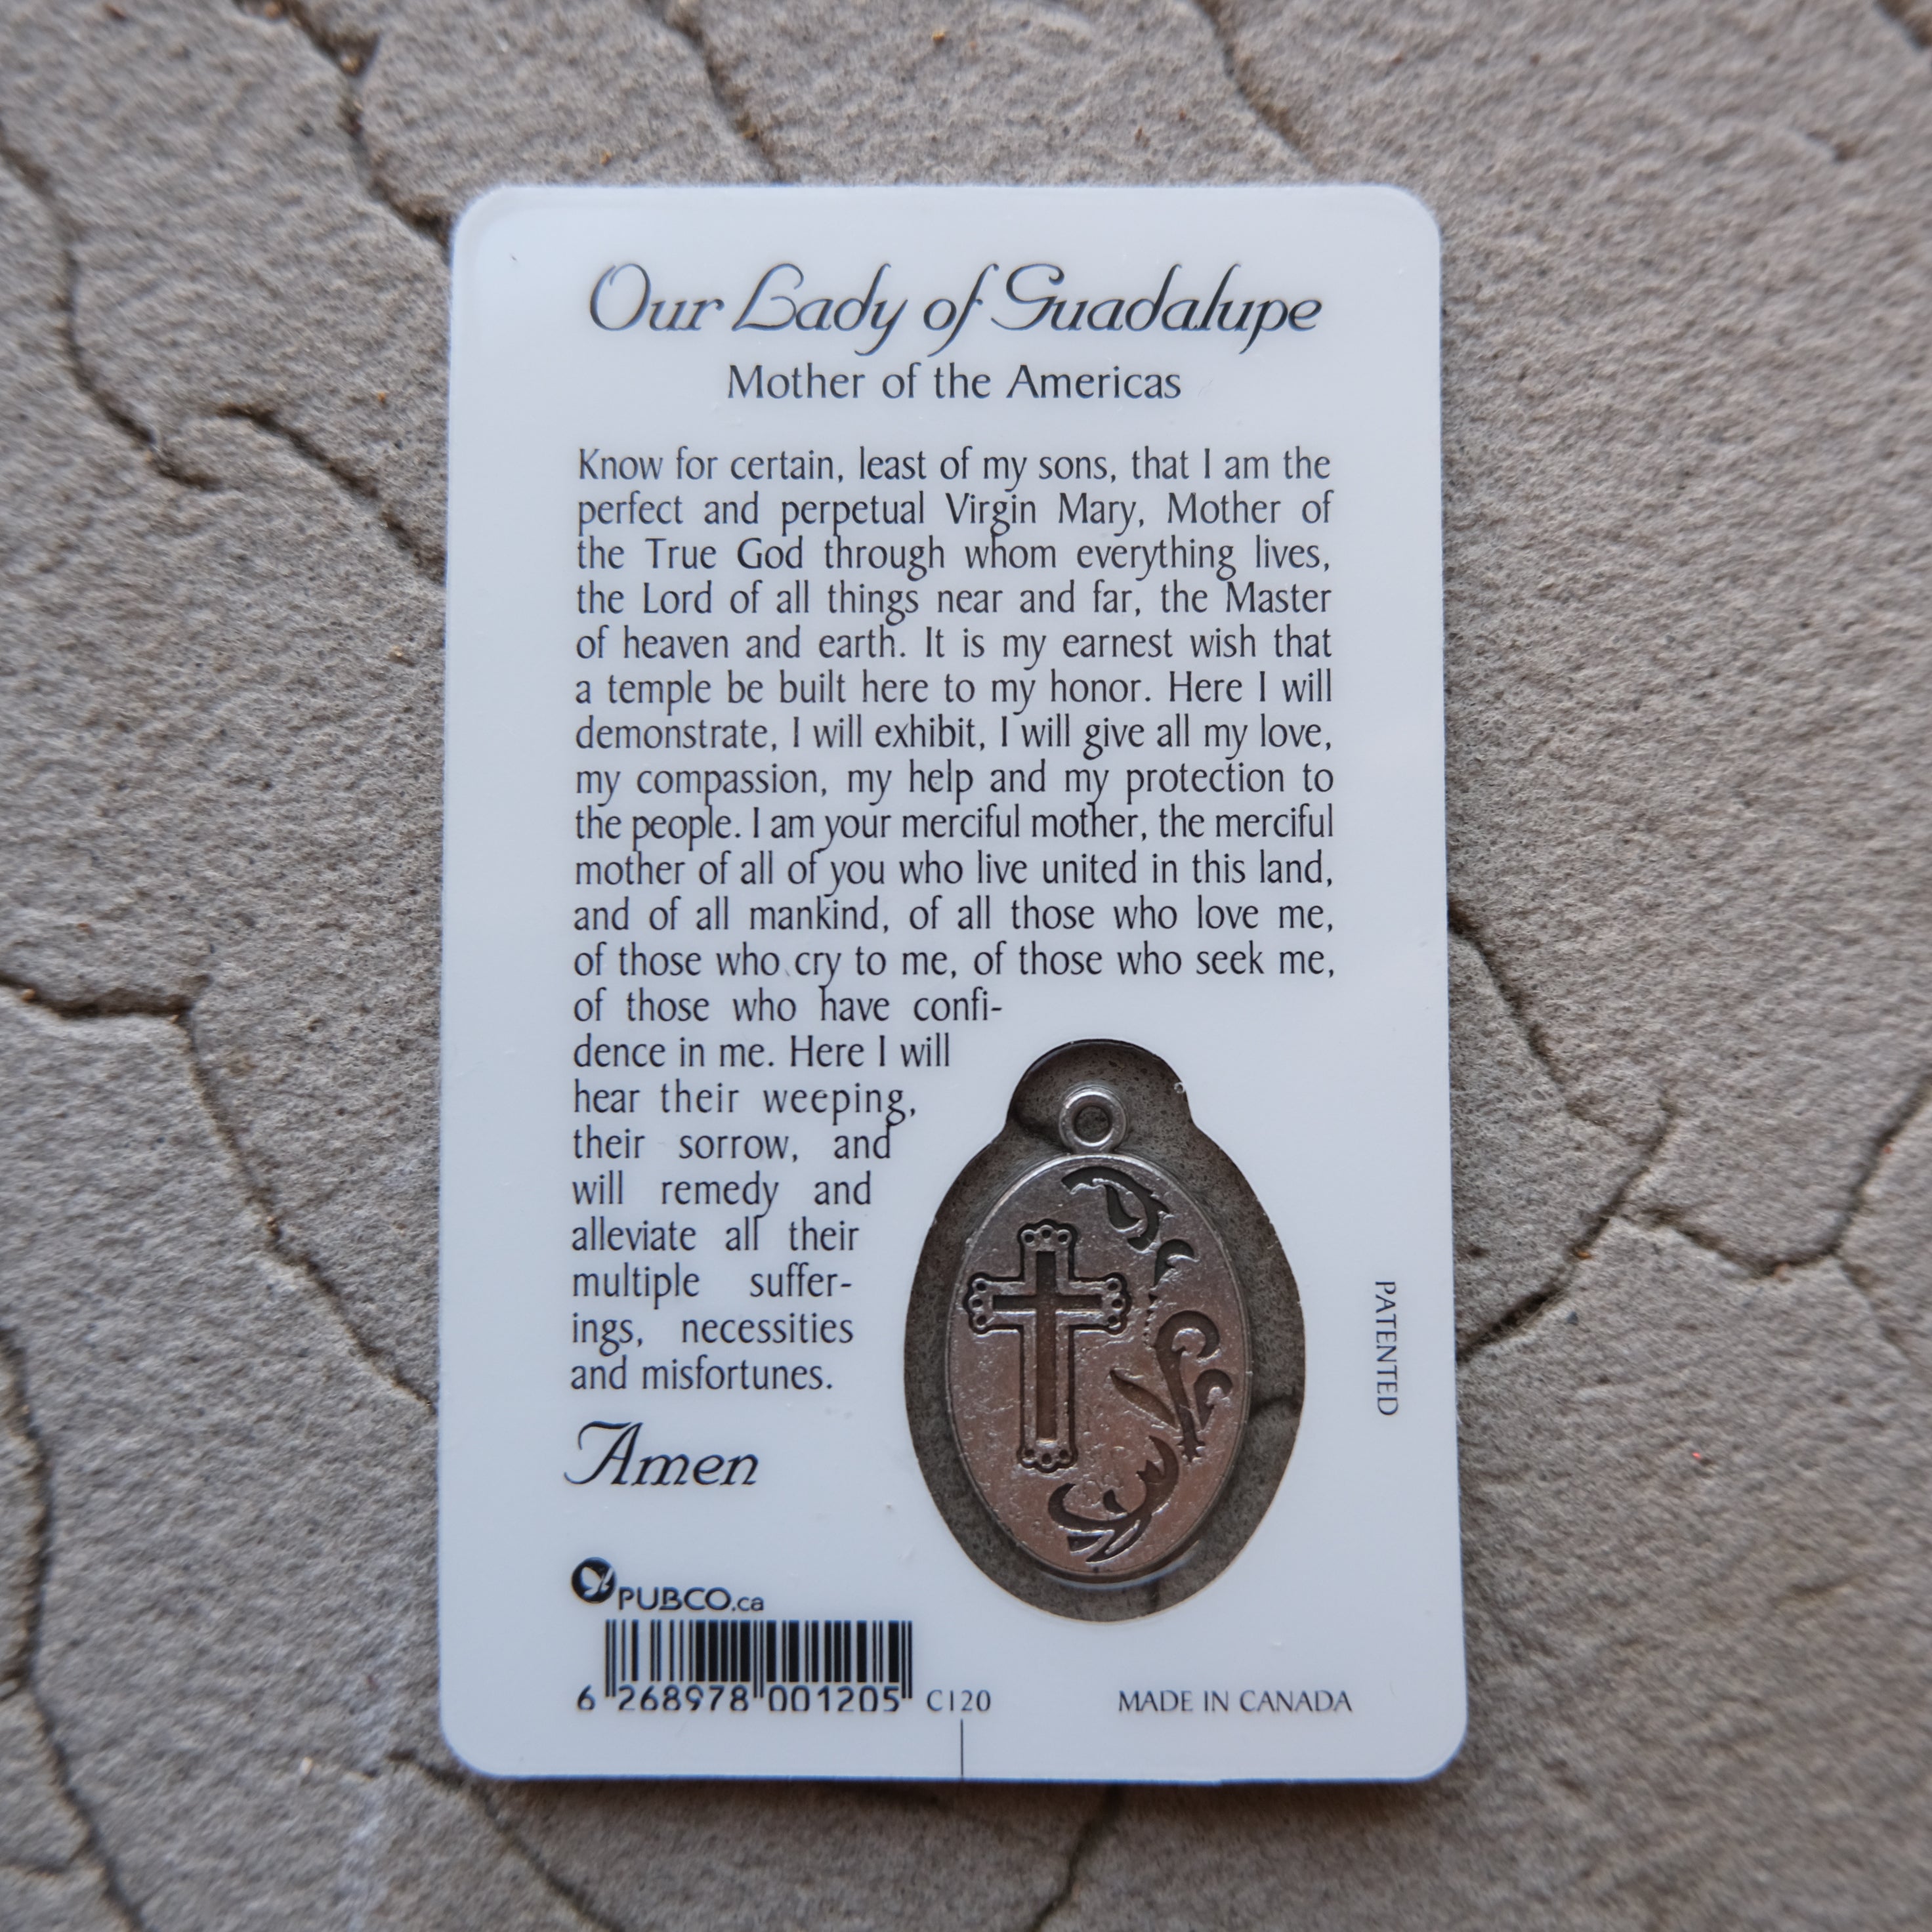 Our Lady of Guadalupe
Mother of the Americas
Know for certain, least of my sons, that I am the
perfect and perpetual Virgin Mary, Mother of
the True God through whom everything lives,
the Lord of all things near and far, the Master
of heaven and earth. It is my earnest wish that
a temple be built here to my honor. Here I will
demonstrate, I will exhibit, I will give all my love,
my compassion, my help and my protection to
the people. I am your merciful mother, the merciful
mother of all of you who live united in this land,
and of all mankind, of all those who love me,
of those who cry to me, of those who seek me,
of those who have confi-
dence in me. Here I will
hear their weeping,
their sorrow, and
will remedy and
alleviate all their
multiple suffer-
ings, necessities
and misfortunes.
Amen
PATENTED
PUBCO.ca
6 268978 001205 C120
MADE IN CANADA